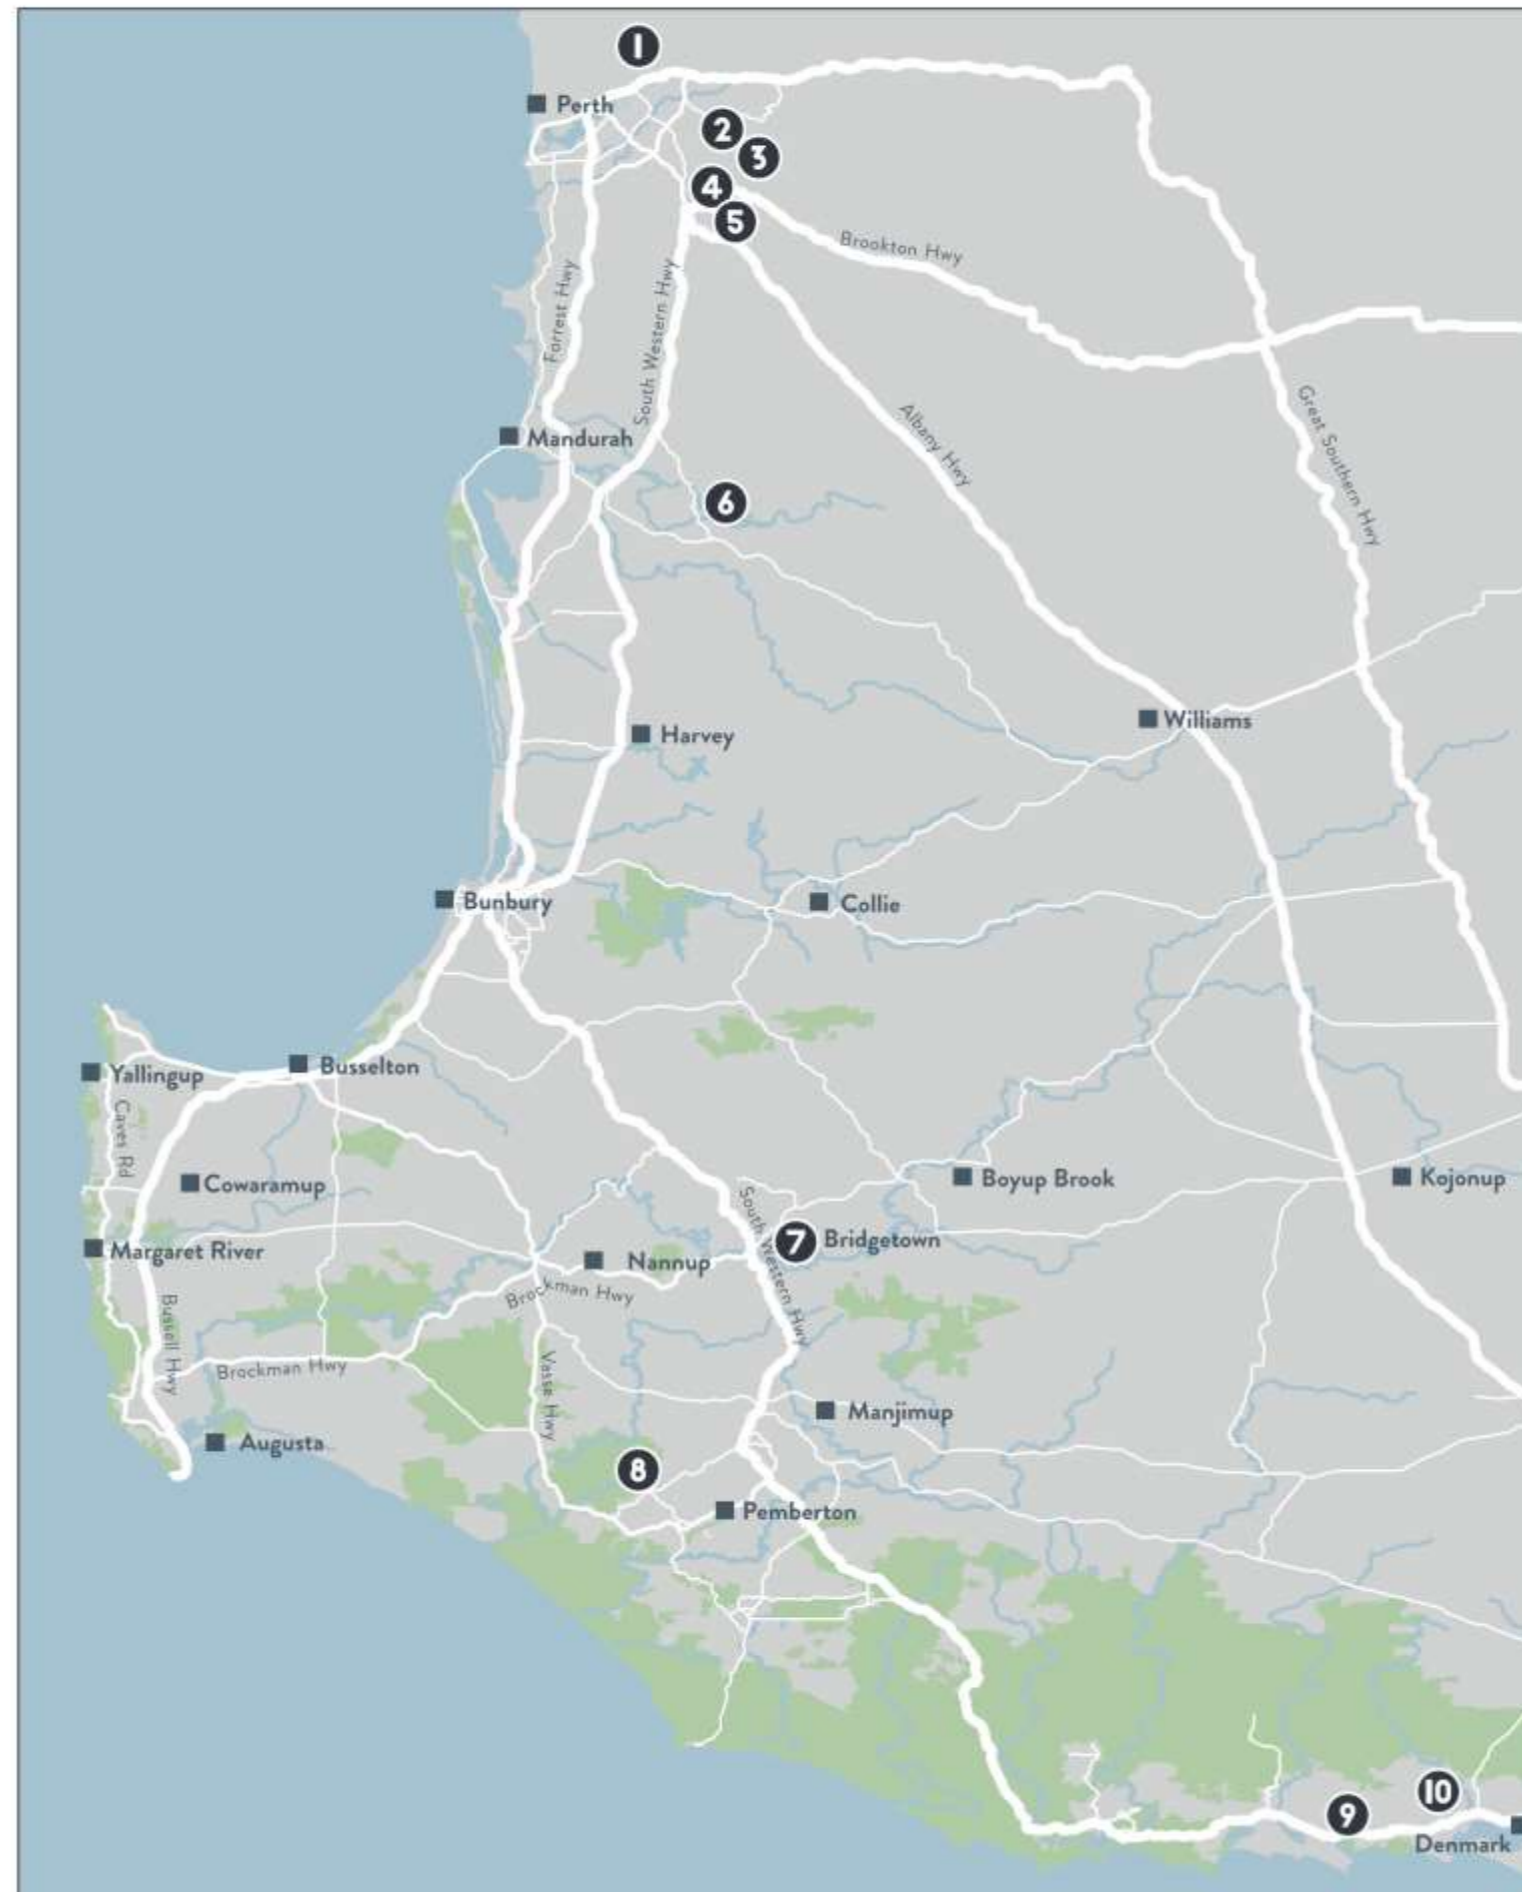 1
Perth
2
3
4
5
Brookton Hwy
Forrest Hwy
South Western Hwy
Great Southern Hwy
Albany Hwy
Mandurah
6
Williams
Harvey
Bunbury
Collie
Busselton
Yallingup
Caves Rd
Cowaramup
Boyup Brook
Kojonup
South Western Hwy
7 Bridgetown
Margaret River
Nannup
Brockman Hwy
Bussell Hwy
Brockman Hwy
Vasse Hwy
Manjimup
Augusta
8
Pemberton
10
9
Denmark